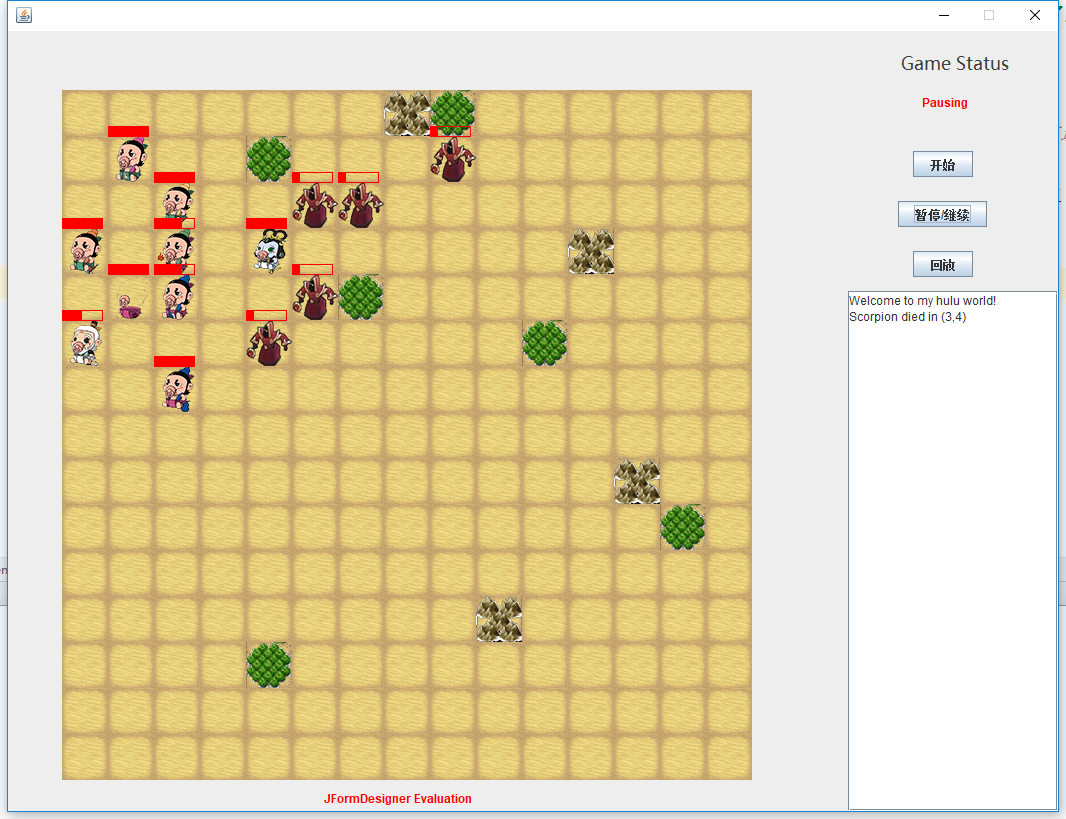 Game Status
Pausing
开始
暂停/继续
回放
Welcome to my hulu world!
Scorpion died in (3,4)
JFormDesigner Evaluation